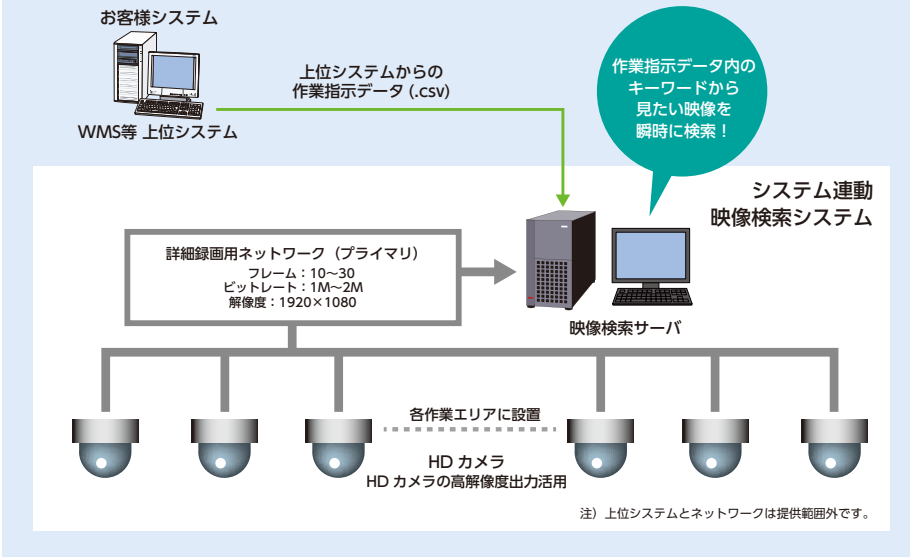 お客様システム
WMS等 上位システム
上位システムからの
作業指示データ (.csv)
作業指示データ内の
キーワードから
見たい映像を
瞬時に検索！
システム連動
映像検索システム
詳細録画用ネットワーク（プライマリ）
フレーム：10～30
ビットレート：1M～2M
解像度：1920×1080
映像検索サーバ
各作業エリアに設置
HD カメラ
HD カメラの高解像度出力活用
注）上位システムとネットワークは提供範囲外です。